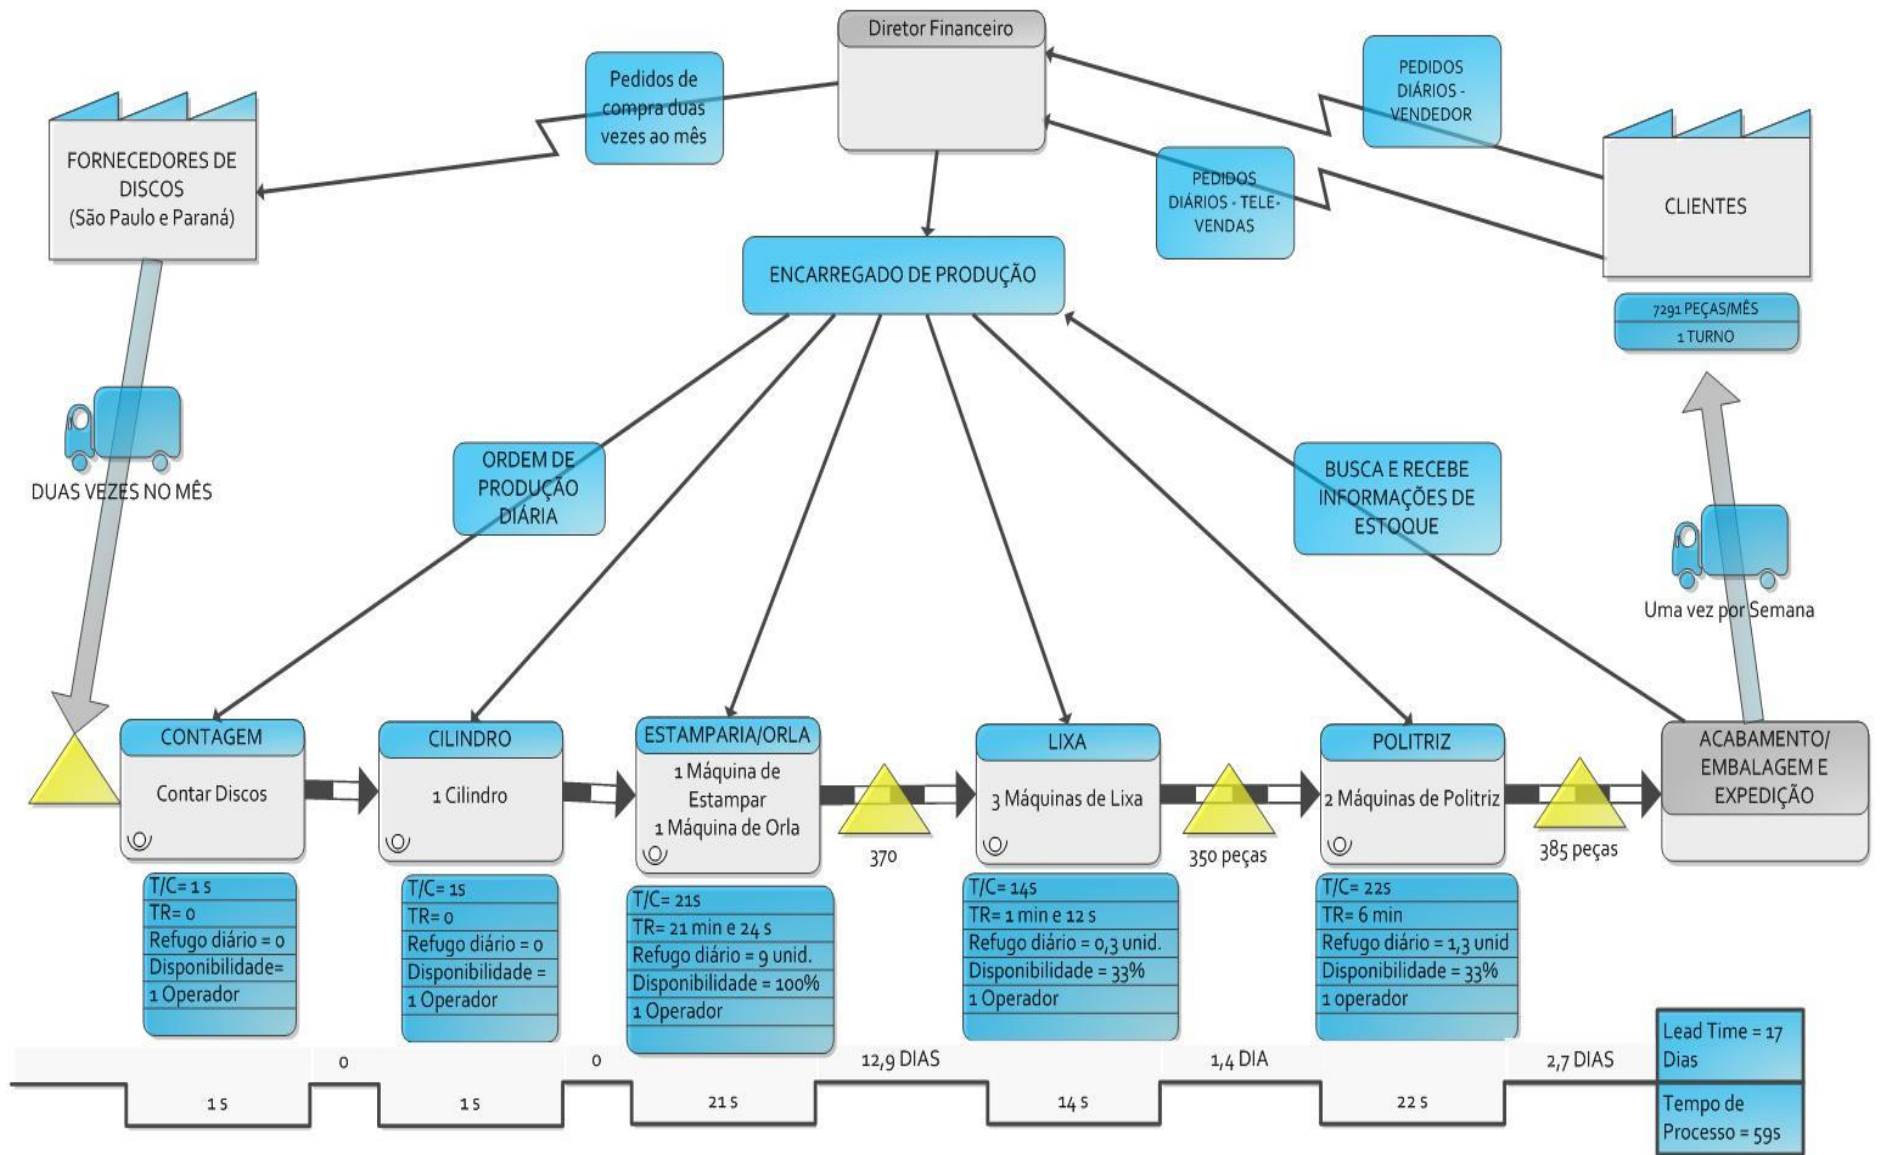 Diretor Financeiro
Pedidos de
compra duas
vezes ao mês
PEDIDOS
DIÁRIOS -
VENDEDOR
PEDIDOS
DIÁRIOS - TELE-
VENDAS
FORNECEDORES DE
DISCOS
(São Paulo e Paraná)
CLIENTES
7291 PEÇAS/MÊS
1 TURNO
ENCARREGADO DE PRODUÇÃO
DUAS VEZES NO MÊS
ORDEM DE
PRODUÇÃO
DIÁRIA
BUSCA E RECEBE
INFORMAÇÕES DE
ESTOQUE
Uma vez por Semana
CONTAGEM
Contar Discos
CILINDRO
1 Cilindro
ESTAMPARIA/ORLA
1 Máquina de
Estampar
1 Máquina de Orla
370
LIXA
3 Máquinas de Lixa
350 peças
POLITRIZ
2 Máquinas de Politriz
385 peças
ACABAMENTO/
EMBALAGEM E
EXPEDIÇÃO
T/C= 1 s
TR= 0
Refugo diário = 0
Disponibilidade=
1 Operador
T/C= 1s
TR= 0
Refugo diário = 0
Disponibilidade =
1 Operador
T/C= 21s
TR= 21 min e 24 s
Refugo diário = 9 unid.
Disponibilidade = 100%
1 Operador
T/C= 14s
TR= 1 min e 12 s
Refugo diário = 0,3 unid.
Disponibilidade = 33%
1 Operador
T/C= 22s
TR= 6 min
Refugo diário = 1,3 unid
Disponibilidade = 33%
1 operador
0
0
12,9 DIAS
1,4 DIA
2,7 DIAS
1 s
1 s
21 s
14 s
22 s
Lead Time = 17
Dias
Tempo de
Processo = 59s